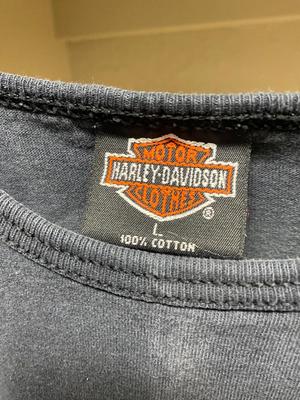 MOTOR
HARLEY-DAVIDSON
CLOTHES
®
L
100% COTTON